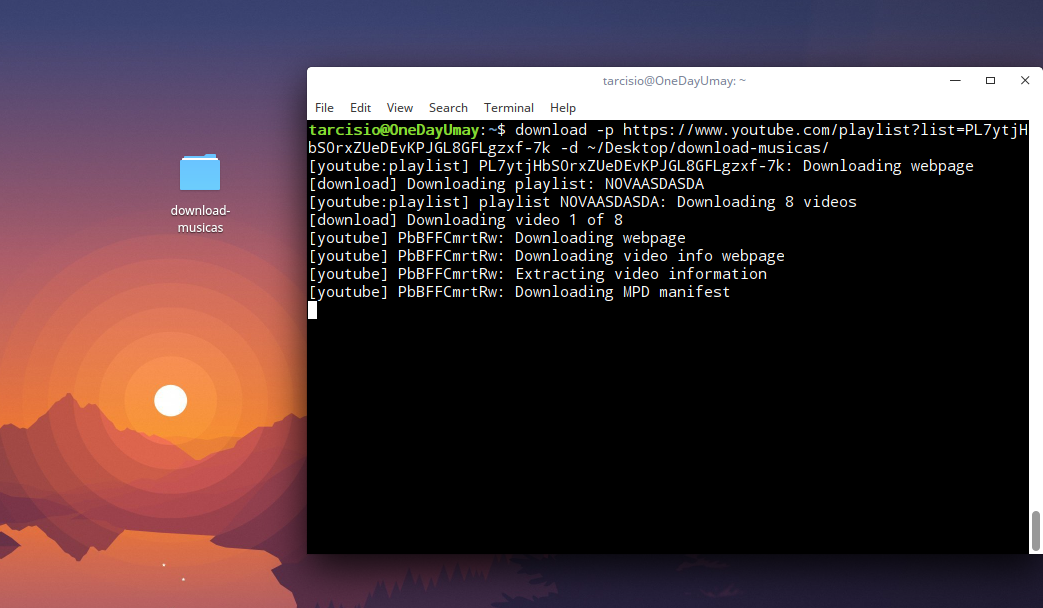 download-
musicas
tarcisio@OneDayUmay: ~
File Edit View Search Terminal Help
tarcisio@OneDayUmay:~$ download -p https://www.youtube.com/playlist?list=PL7ytjH
bS0rxZUeDEvKPJGL8GFLgzxf-7k -d ~/Desktop/download-musicas/
[youtube:playlist] PL7ytjHbS0rxZUeDEvKPJGL8GFLgzxf-7k: Downloading webpage
[download] Downloading playlist: NOVAASDASDA
[youtube:playlist] playlist NOVAASDASDA: Downloading 8 videos
[download] Downloading video 1 of 8
[youtube] PbBFFCmrtRw: Downloading webpage
[youtube] PbBFFCmrtRw: Downloading video info webpage
[youtube] PbBFFCmrtRw: Extracting video information
[youtube] PbBFFCmrtRw: Downloading MPD manifest